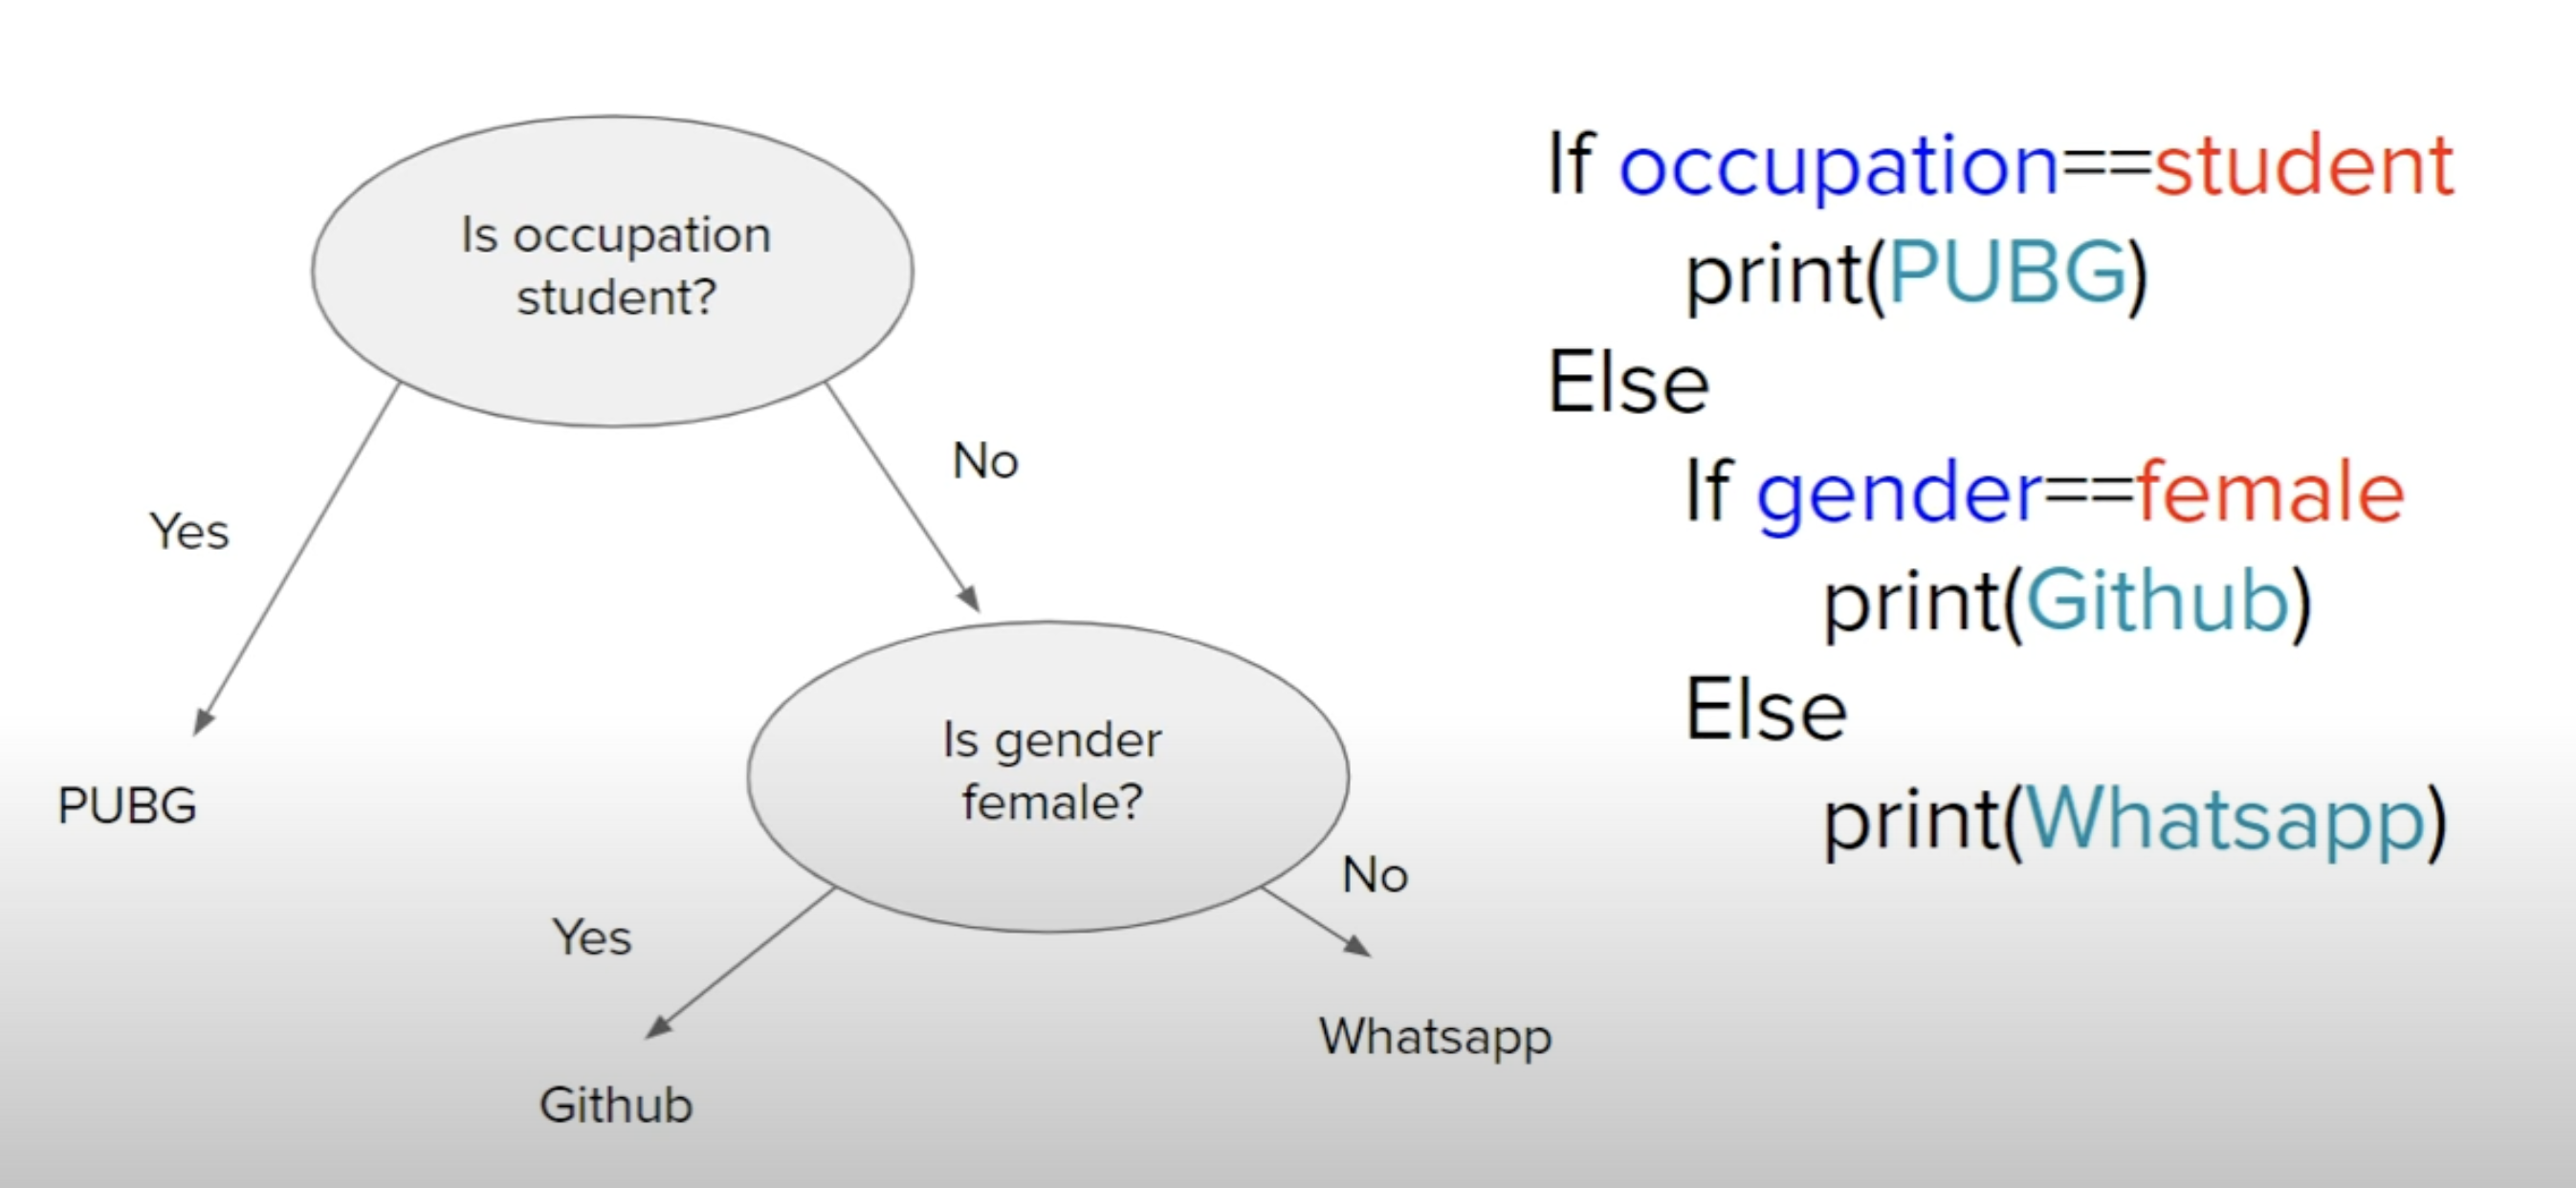 Is occupation
student?
Yes
No
PUBG
Is gender
female?
Yes
No
Github
Whatsapp
If occupation==student
print(PUBG)
Else
If gender==female
print(Github)
Else
print(Whatsapp)